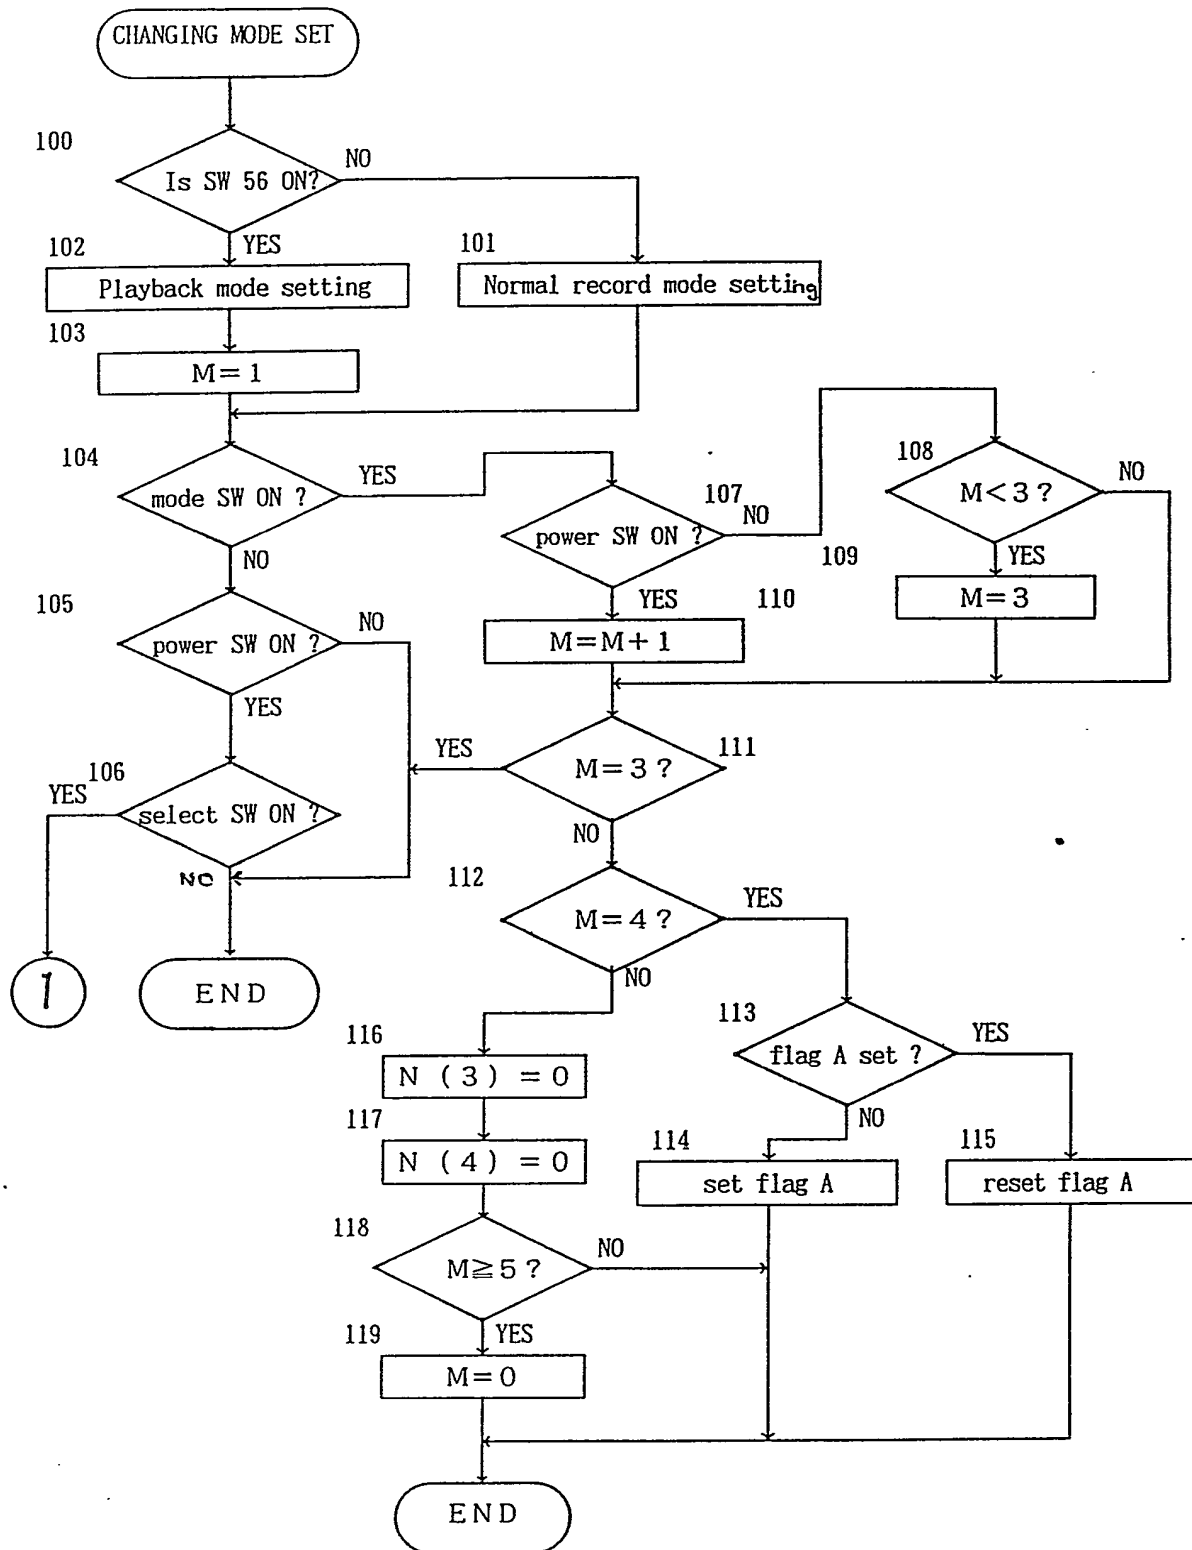 CHANGING MODE SET
100
Is SW 56 ON?
NO
YES
102
Playback mode setting
101
Normal record mode setting
103
M=1
104
mode SW ON ?
YES
NO
107
power SW ON ?
NO
YES
108
M<3?
NO
YES
109
M=3
110
M=M+1
105
power SW ON ?
NO
YES
106
YES
select SW ON ?
NO
1
END
111
M=3?
YES
NO
112
M=4?
YES
NO
113
flag A set ?
YES
NO
114
set flag A
115
reset flag A
116
N (3) = 0
117
N (4) = 0
118
M≧5?
NO
YES
119
M=0
END